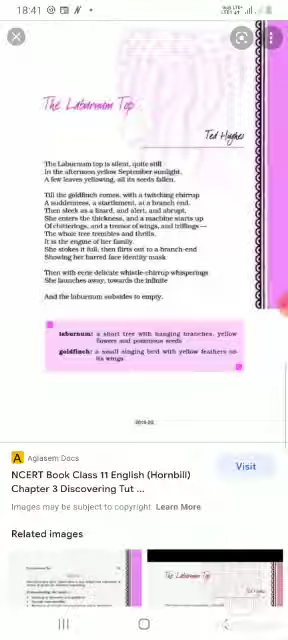 18:41
The Laburnum Top
Ted Hughes
The Laburnum top is silent, quite still
In the afternoon yellow September sunlight,
A few leaves yellowing, all its seeds fallen.
Till the goldfinch comes, with a twitching chirrup
A suddenness, a startlement, at a branch end.
Then sleek as a lizard, and alert, and abrupt,
She enters the thickness, and a machine starts up
Of chitterings, and a tremor of wings, and trillings —
The whole tree trembles and thrills.
It is the engine of her family.
She stokes it full, then flirts out to a branch-end
Showing her barred face identity mask
Then with eerie delicate whistle-chirrup whisperings
She launches away, towards the infinite
And the laburnum subsides to empty.
laburnum: a short tree with hanging branches, yellow
flowers and poisonous seeds
goldfinch: a small singing bird with yellow feathers on
its wings
A Aglasem Docs
NCERT Book Class 11 English (Hornbill)
Chapter 3 Discovering Tut ...
Visit
Images may be subject to copyright Learn More
Related images
The Laburnum Top